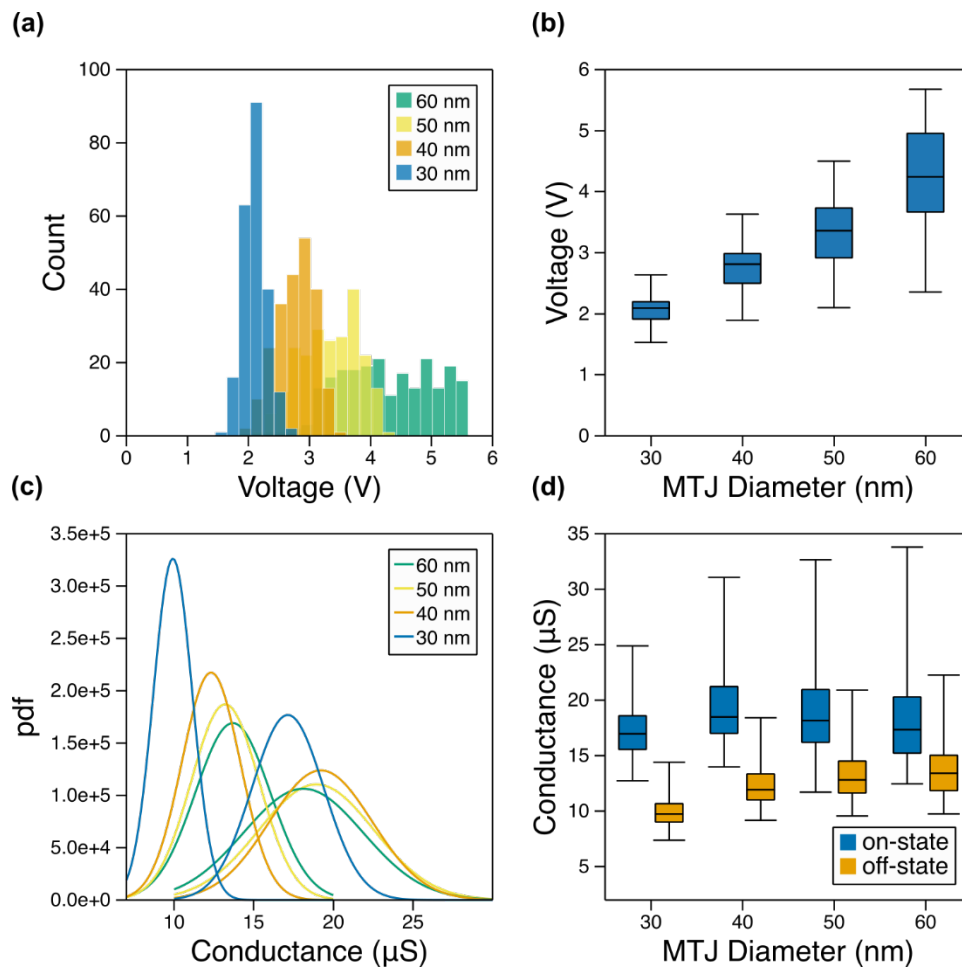 (a)
100
80
60
40
20
0
Count
60 nm
50 nm
40 nm
30 nm
0 1 2 3 4 5 6
Voltage (V)
(b)
6
5
4
3
2
1
0
Voltage (V)
30 40 50 60
MTJ Diameter (nm)
(c)
3.5e+5
3.0e+5
2.5e+5
2.0e+5
1.5e+5
1.0e+5
5.0e+4
0.0e+0
pdf
60 nm
50 nm
40 nm
30 nm
10 15 20 25
Conductance (µS)
(d)
35
30
25
20
15
10
5
Conductance (µS)
on-state
off-state
30 40 50 60
MTJ Diameter (nm)